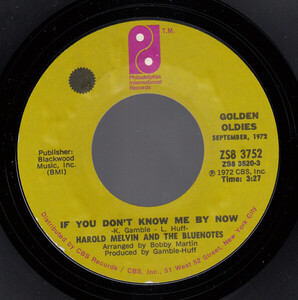 T.M.
Philadelphia
International
Records
GOLDEN
OLDIES
SEPTEMBER, 1972
Publisher:
Blackwood
Music, Inc.
(BMI)
ZSB 3752
ZSB 3520-3
℗ 1972 CBS, Inc.
Time: 3:27
IF YOU DON'T KNOW ME BY NOW
-K. Gamble - L. Huff-
HAROLD MELVIN AND THE BLUENOTES
Arranged by Bobby Martin
Produced by Gamble-Huff
Distributed by CBS Records / CBS, Inc. / 51 West 52 Street, New York City